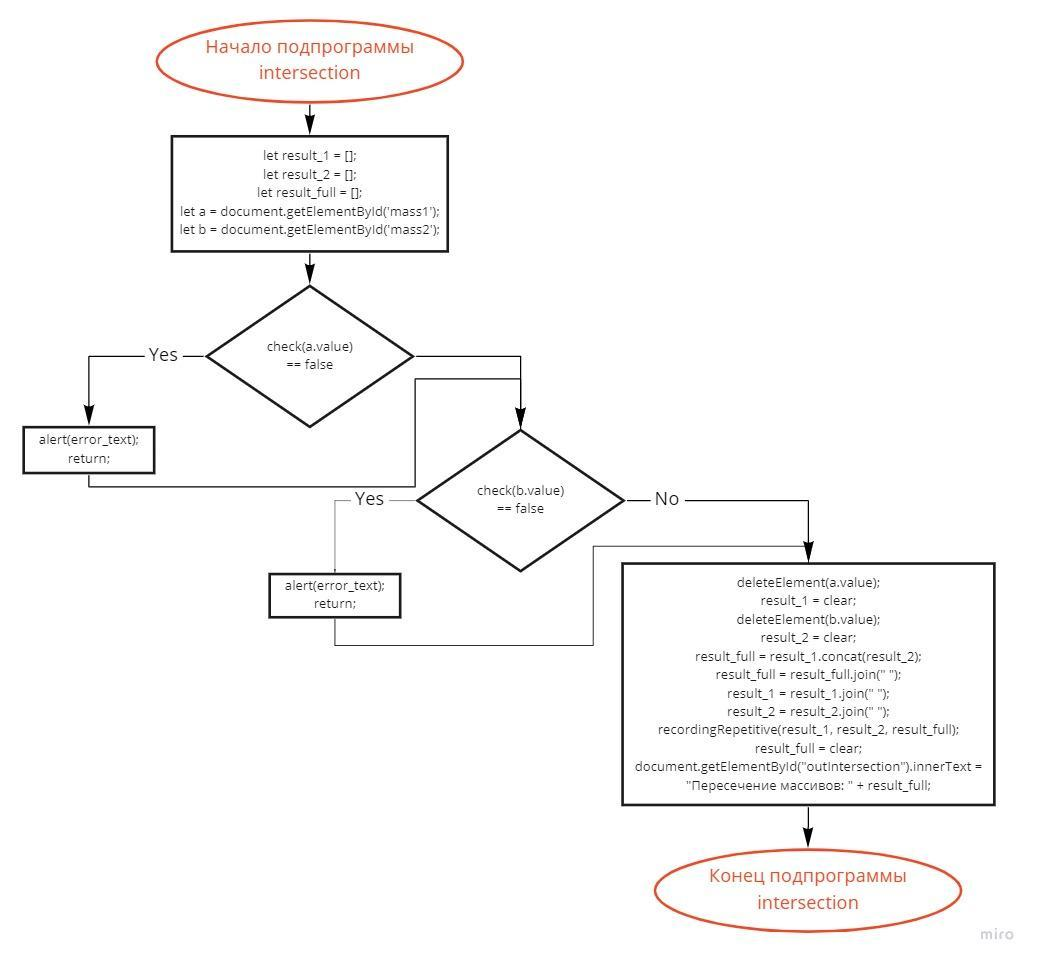 Начало подпрограммы
intersection
let result_1 = [];
let result_2 = [];
let result_full = [];
let a = document.getElementById('mass1');
let b = document.getElementById('mass2');
check(a.value)
== false
Yes
alert(error_text);
return;
check(b.value)
== false
Yes
No
alert(error_text);
return;
deleteElement(a.value);
result_1 = clear;
deleteElement(b.value);
result_2 = clear;
result_full = result_1.concat(result_2);
result_full = result_full.join(" ");
result_1 = result_1.join(" ");
result_2 = result_2.join(" ");
recordingRepetitive(result_1, result_2, result_full);
result_full = clear;
document.getElementById("outIntersection").innerText =
"Пересечение массивов: " + result_full;
Конец подпрограммы
intersection
miro